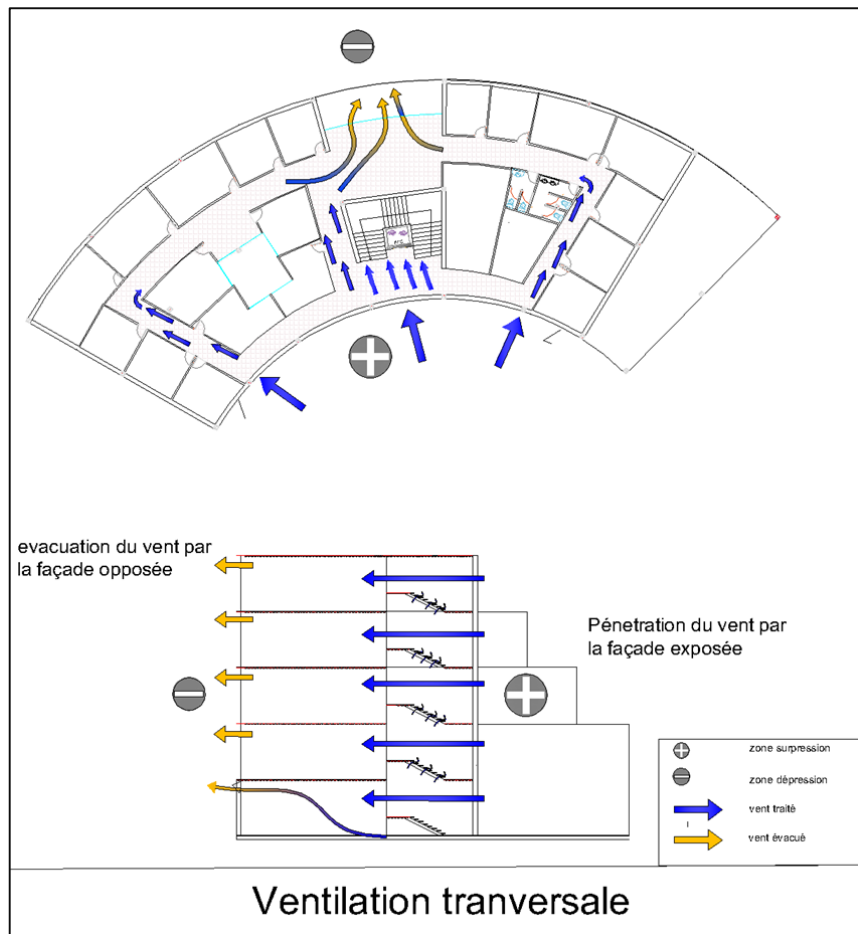 evacuation du vent par
la façade opposée
Pénetration du vent par
la façade exposée
zone surpression
zone dépression
vent traité
vent évacué
Ventilation tranversale